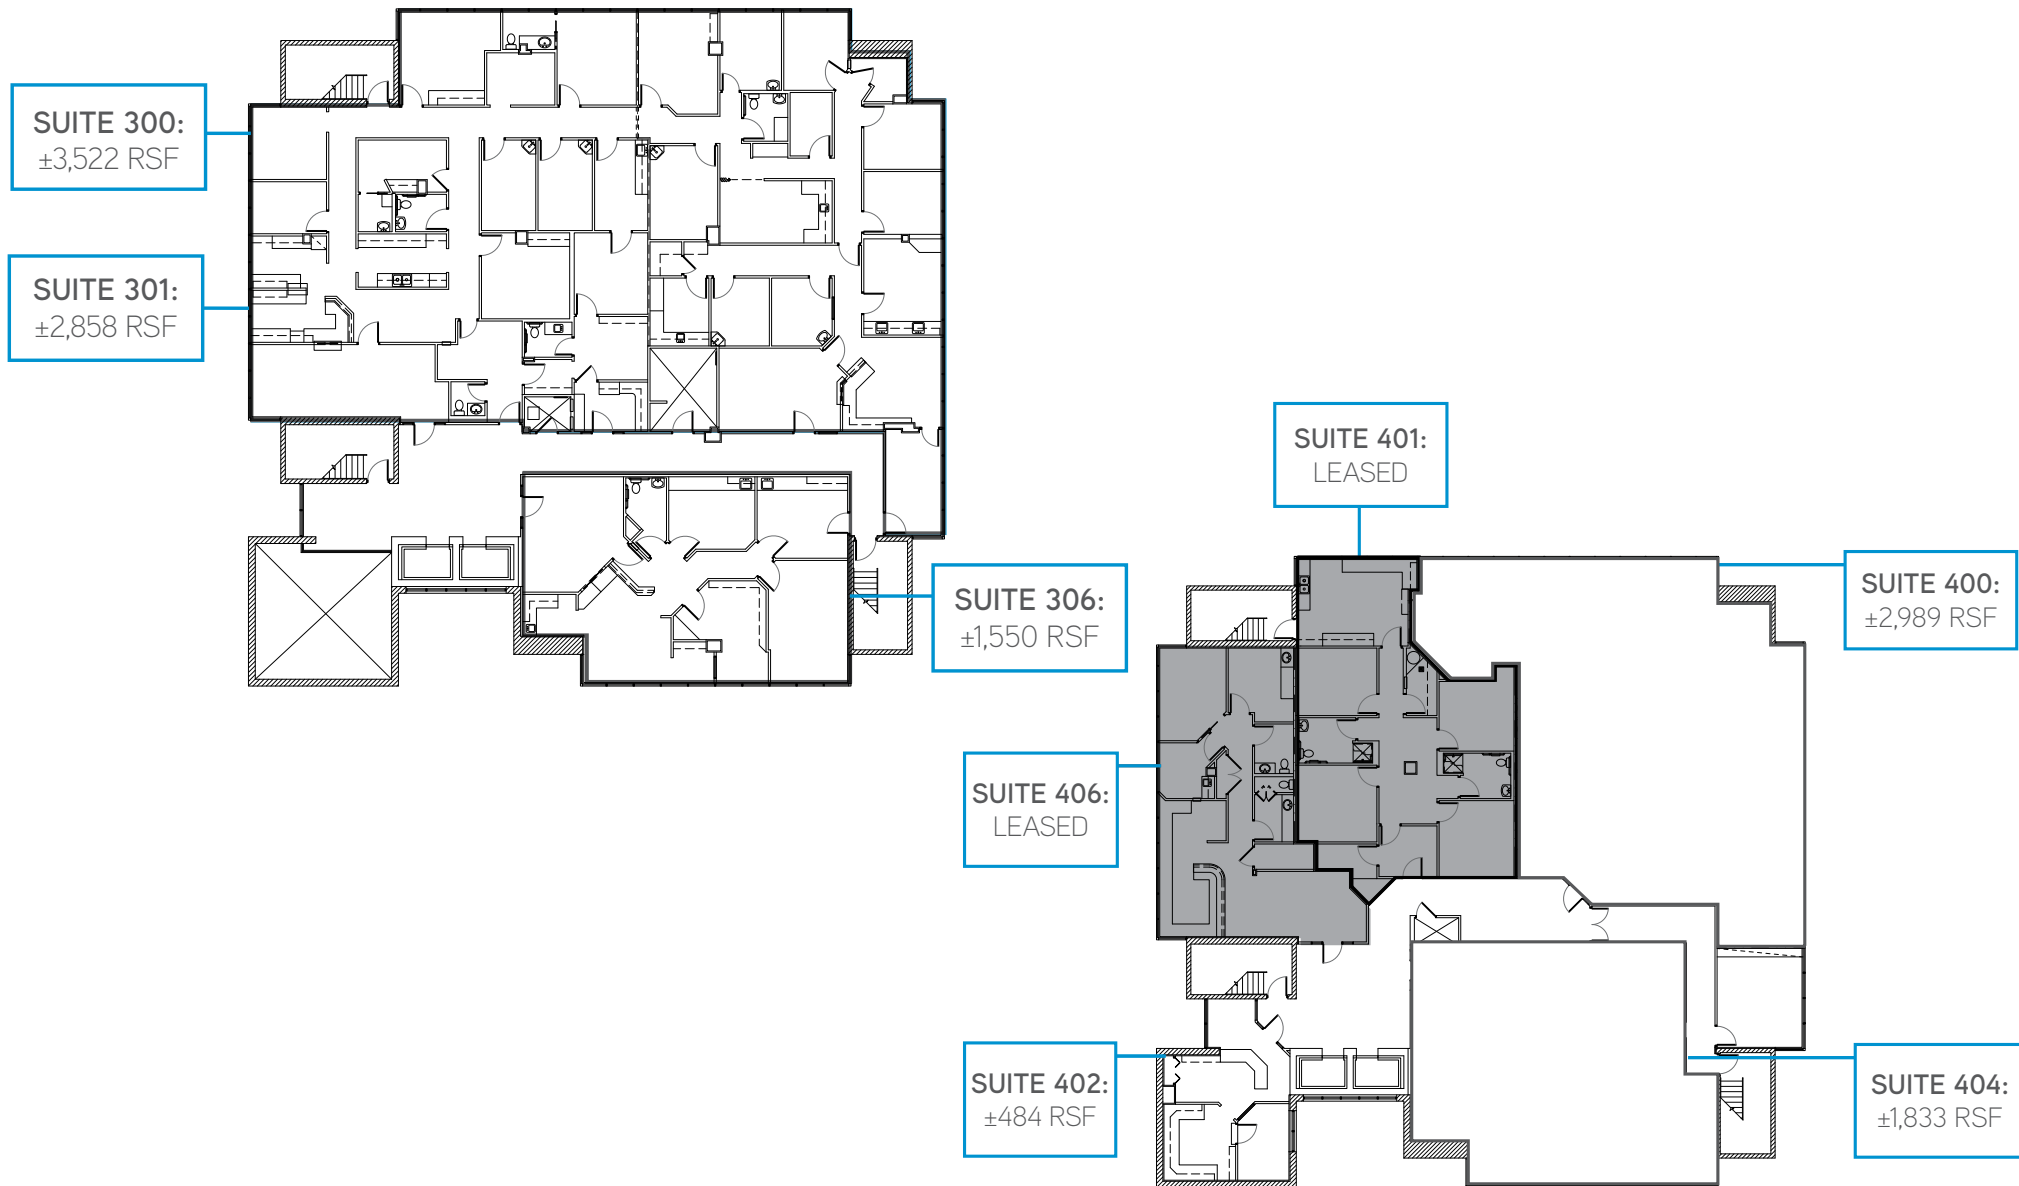 SUITE 300:
±3,522 RSF
SUITE 301:
±2,858 RSF
SUITE 306:
±1,550 RSF
SUITE 401:
LEASED
SUITE 400:
±2,989 RSF
SUITE 406:
LEASED
SUITE 402:
±484 RSF
SUITE 404:
±1,833 RSF